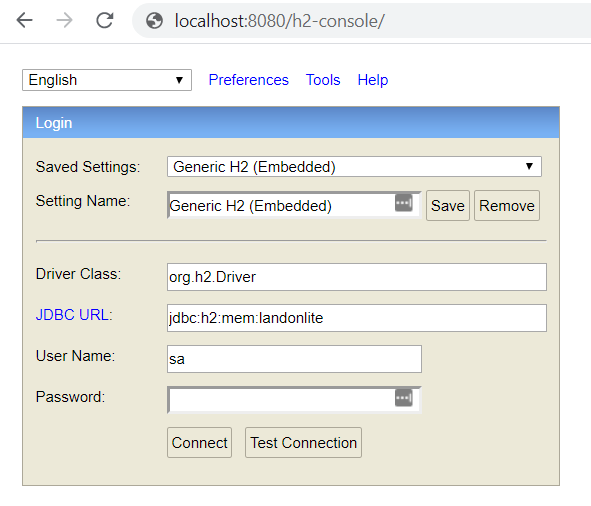 localhost:8080/h2-console/
English Preferences Tools Help
Login
Saved Settings: Generic H2 (Embedded)
Setting Name: Generic H2 (Embedded) Save Remove
Driver Class: org.h2.Driver
JDBC URL: jdbc:h2:mem:landonlite
User Name: sa
Password:
Connect Test Connection